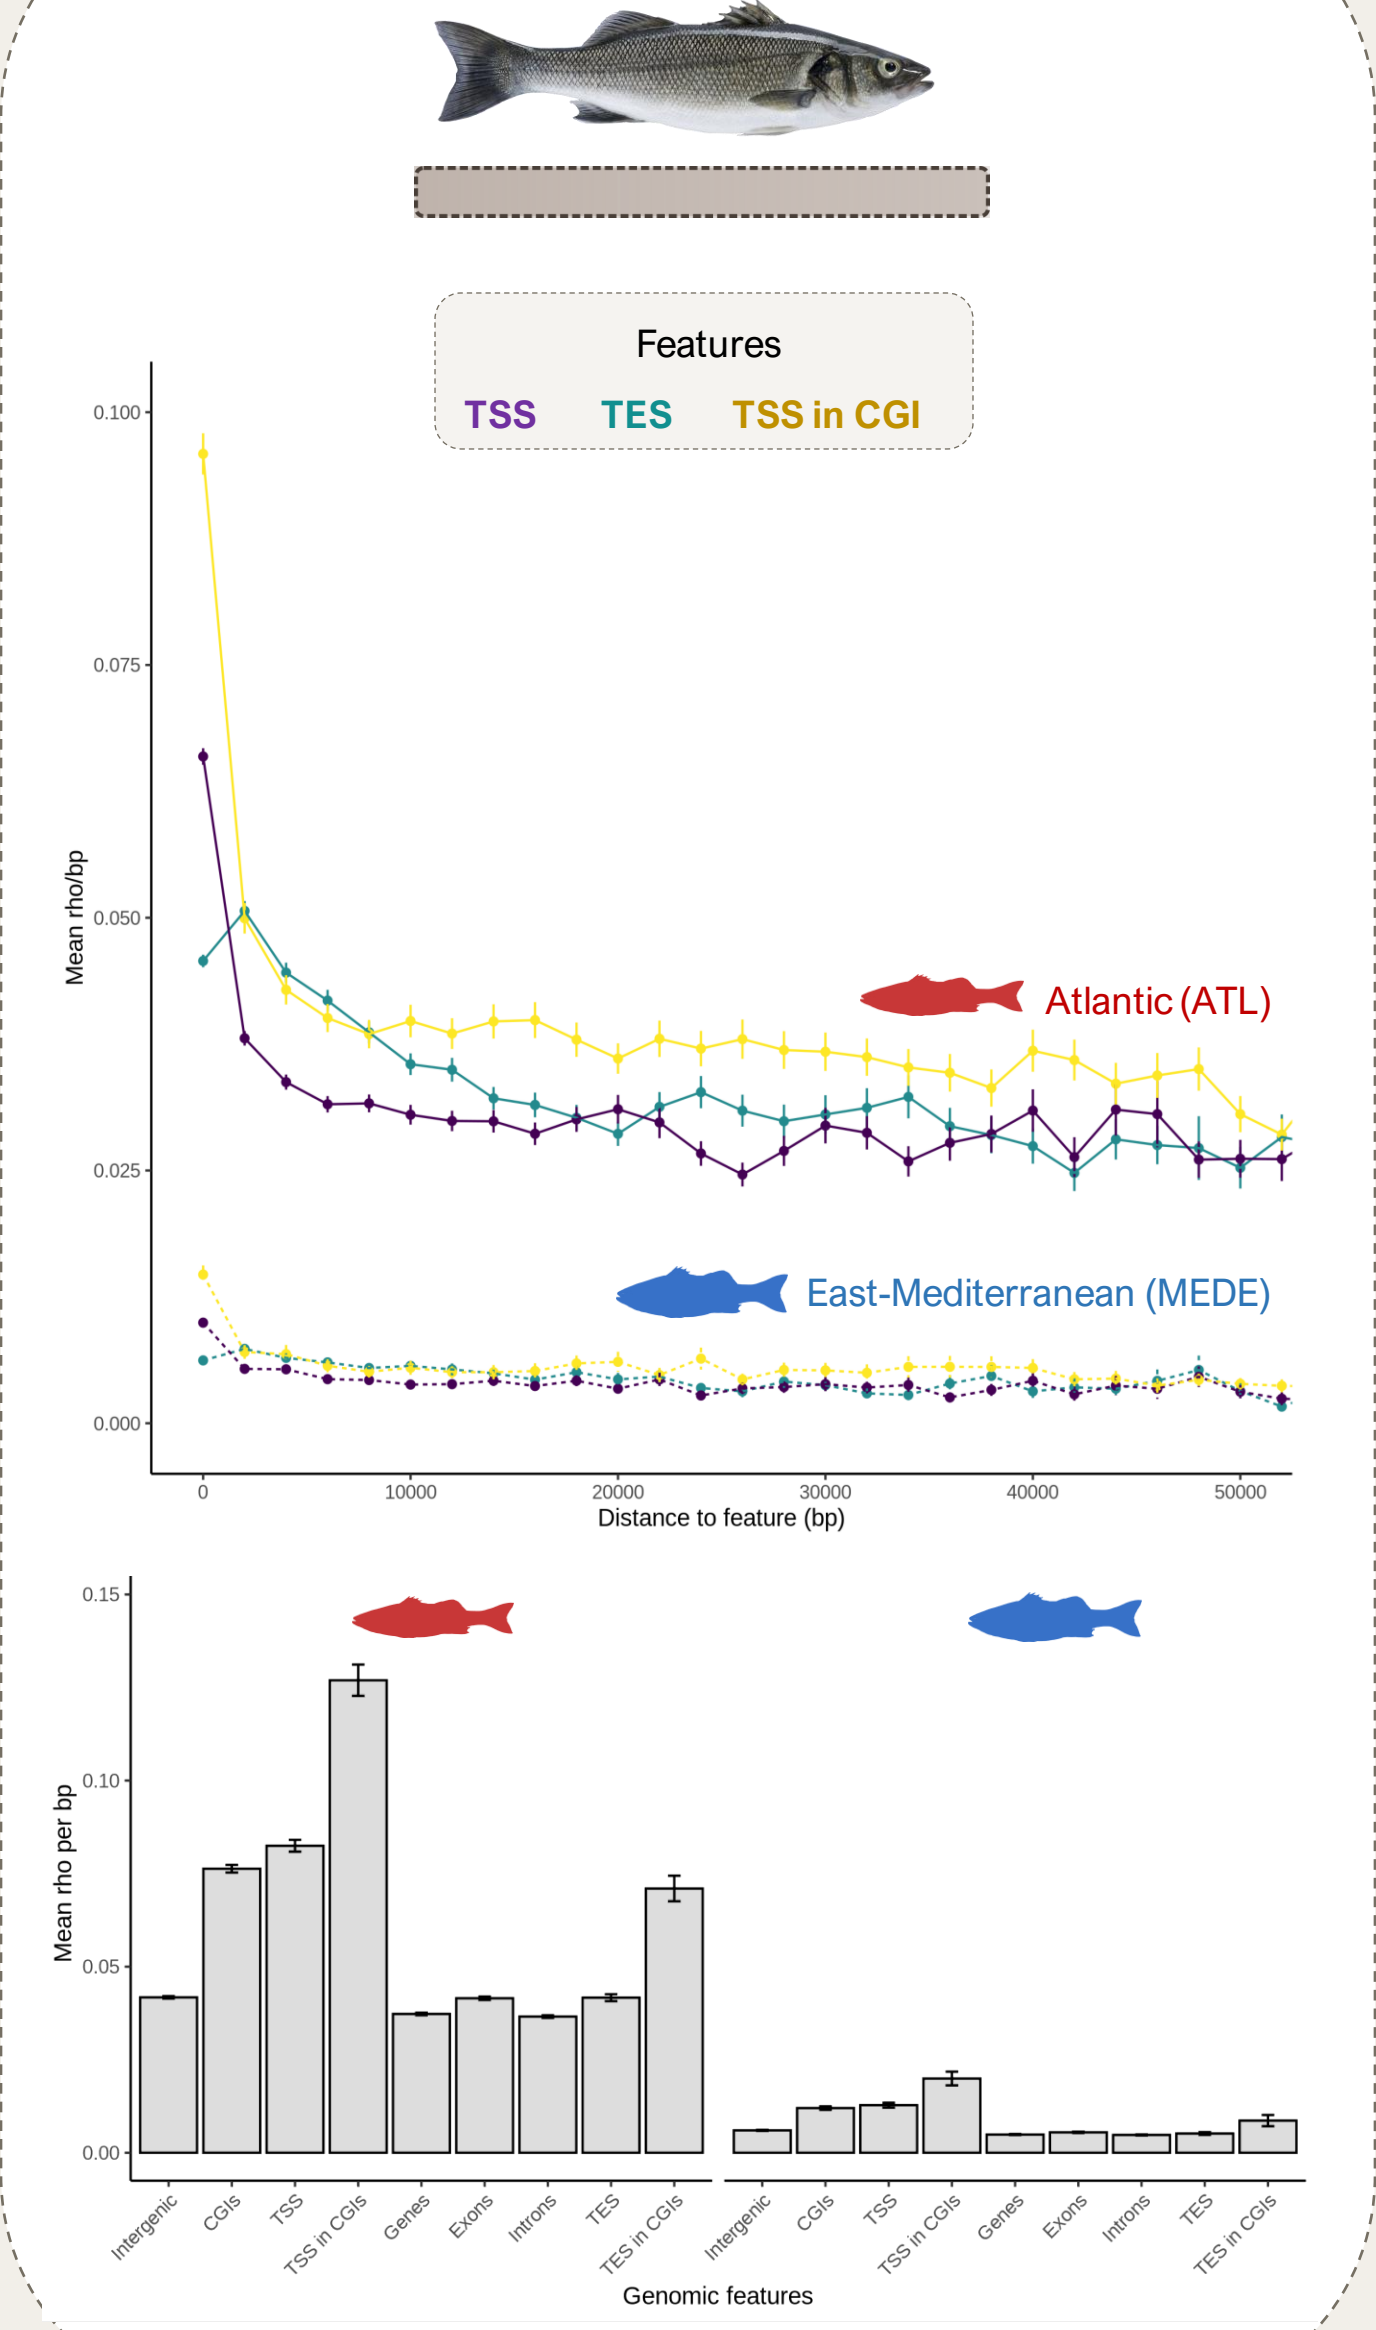 Features
TSS TES TSS in CGI
0.100
0.075
0.050
0.025
0.000
Mean rho/bp
Atlantic (ATL)
East-Mediterranean (MEDE)
0 10000 20000 30000 40000 50000
Distance to feature (bp)
0.15
0.10
0.05
0.00
Mean rho per bp
Intergenic CGIs TSS TSS in CGIs Genes Exons Introns TES TES in CGIs
Intergenic CGIs TSS TSS in CGIs Genes Exons Introns TES TES in CGIs
Genomic features